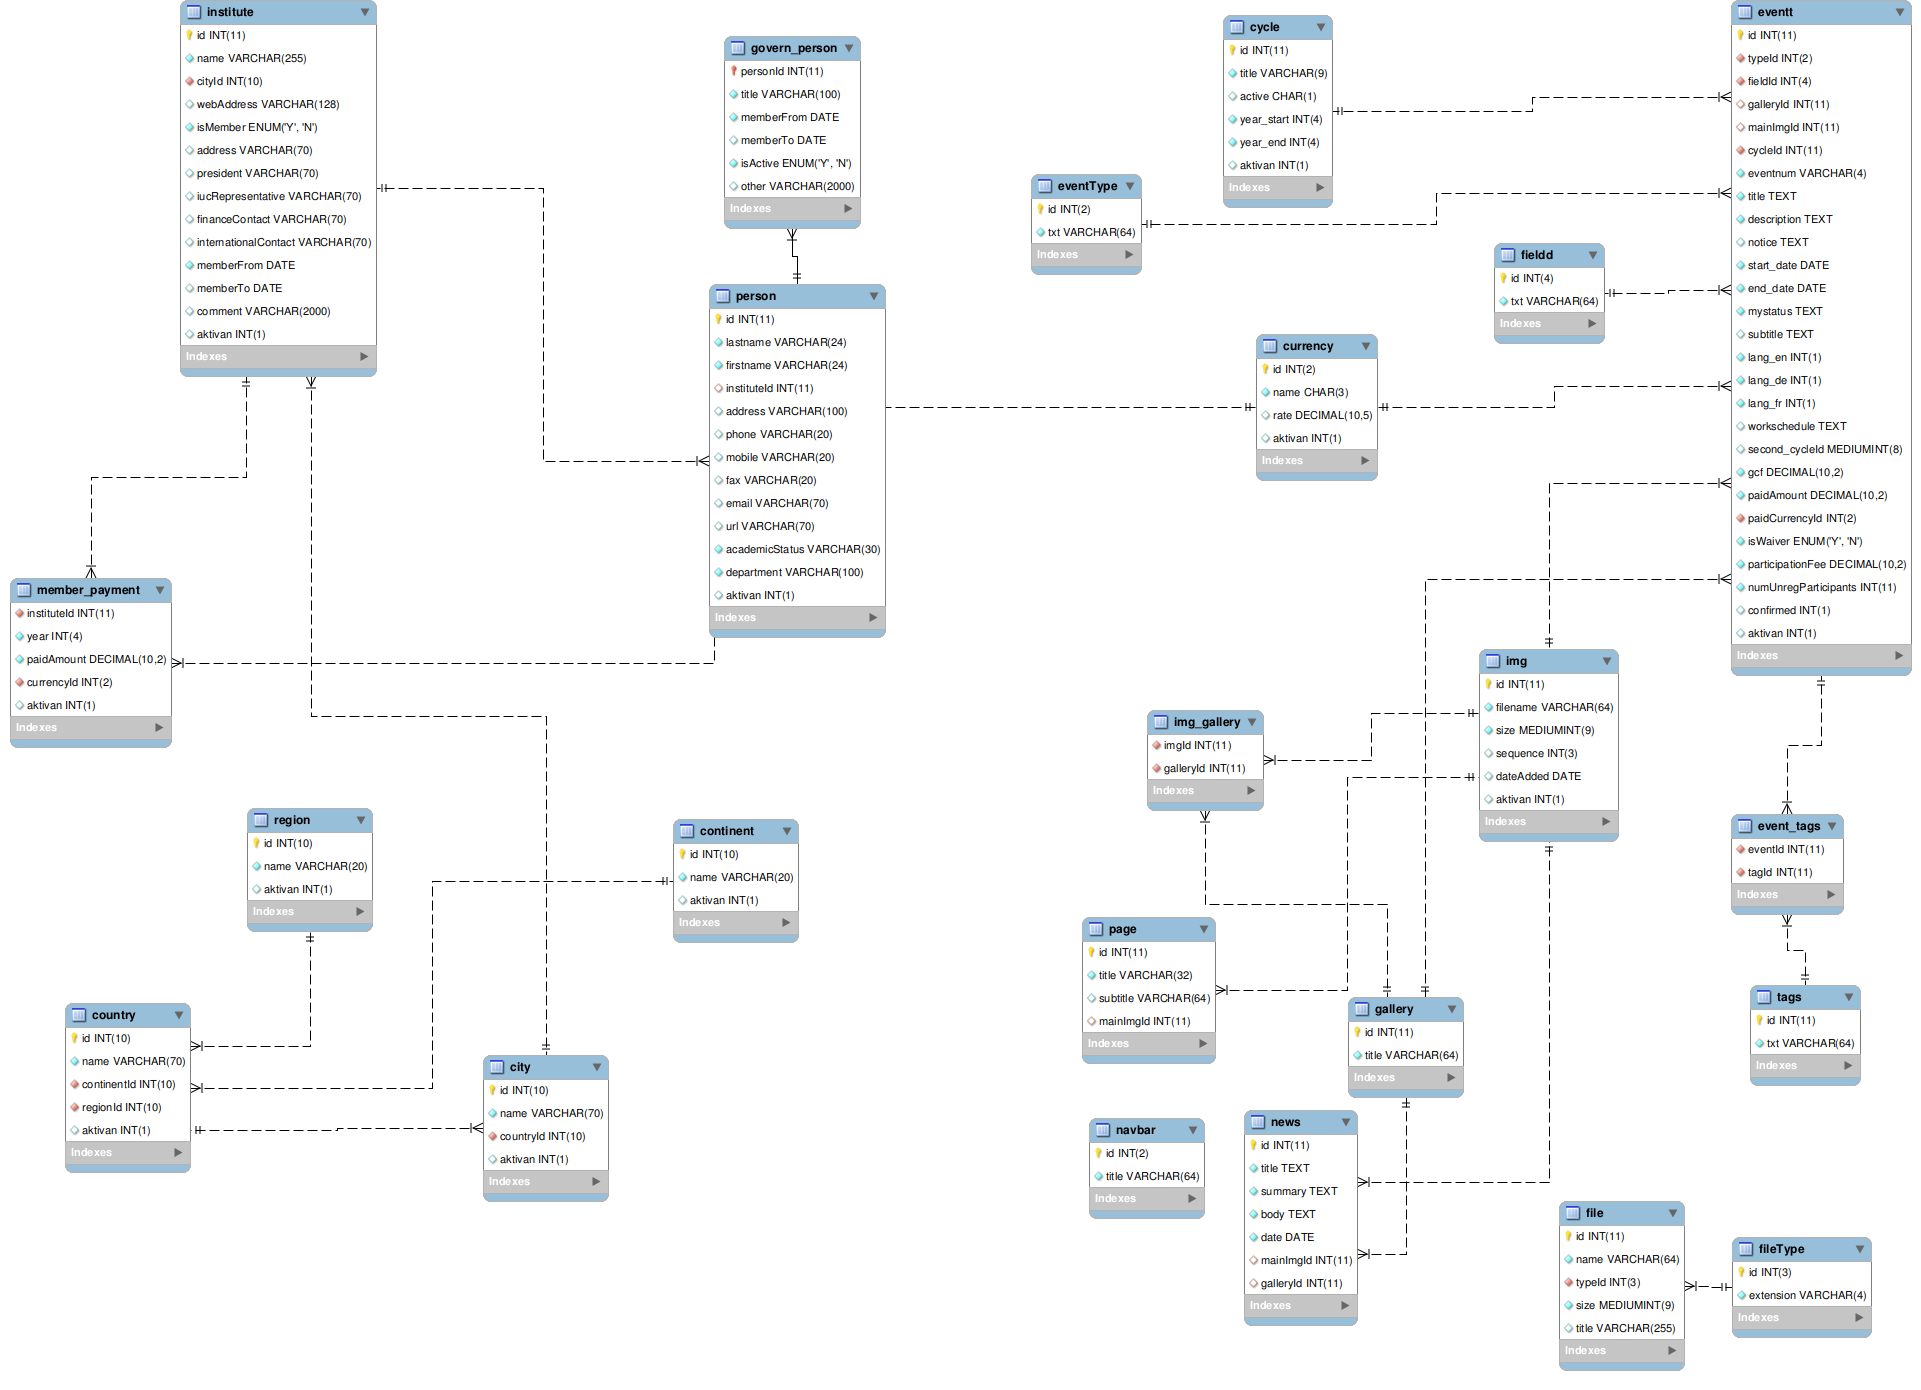 institute
id INT(11)
name VARCHAR(255)
cityId INT(10)
webAddress VARCHAR(128)
isMember ENUM('Y', 'N')
address VARCHAR(70)
president VARCHAR(70)
iucRepresentative VARCHAR(70)
financeContact VARCHAR(70)
internationalContact VARCHAR(70)
memberFrom DATE
memberTo DATE
comment VARCHAR(2000)
aktivan INT(1)
Indexes
govern_person
personId INT(11)
title VARCHAR(100)
memberFrom DATE
memberTo DATE
isActive ENUM('Y', 'N')
other VARCHAR(2000)
Indexes
person
id INT(11)
lastname VARCHAR(24)
firstname VARCHAR(24)
instituteId INT(11)
address VARCHAR(100)
phone VARCHAR(20)
mobile VARCHAR(20)
fax VARCHAR(20)
email VARCHAR(70)
url VARCHAR(70)
academicStatus VARCHAR(30)
department VARCHAR(100)
aktivan INT(1)
Indexes
member_payment
instituteId INT(11)
year INT(4)
paidAmount DECIMAL(10,2)
currencyId INT(2)
aktivan INT(1)
Indexes
region
id INT(10)
name VARCHAR(20)
aktivan INT(1)
Indexes
continent
id INT(10)
name VARCHAR(20)
aktivan INT(1)
Indexes
country
id INT(10)
name VARCHAR(70)
continentId INT(10)
regionId INT(10)
aktivan INT(1)
Indexes
city
id INT(10)
name VARCHAR(70)
countryId INT(10)
aktivan INT(1)
Indexes
cycle
id INT(11)
title VARCHAR(9)
active CHAR(1)
year_start INT(4)
year_end INT(4)
aktivan INT(1)
Indexes
eventType
id INT(2)
txt VARCHAR(64)
Indexes
fieldd
id INT(4)
txt VARCHAR(64)
Indexes
currency
id INT(2)
name CHAR(3)
rate DECIMAL(10,5)
aktivan INT(1)
Indexes
eventt
id INT(11)
typeId INT(2)
fieldId INT(4)
galleryId INT(11)
mainImgId INT(11)
cycleId INT(11)
eventnum VARCHAR(4)
title TEXT
description TEXT
notice TEXT
start_date DATE
end_date DATE
mystatus TEXT
subtitle TEXT
lang_en INT(1)
lang_de INT(1)
lang_fr INT(1)
workschedule TEXT
second_cycleId MEDIUMINT(8)
gcf DECIMAL(10,2)
paidAmount DECIMAL(10,2)
paidCurrencyId INT(2)
isWaiver ENUM('Y', 'N')
participationFee DECIMAL(10,2)
numUnregParticipants INT(11)
confirmed INT(1)
aktivan INT(1)
Indexes
img
id INT(11)
filename VARCHAR(64)
size MEDIUMINT(9)
sequence INT(3)
dateAdded DATE
aktivan INT(1)
Indexes
img_gallery
imgId INT(11)
galleryId INT(11)
Indexes
event_tags
eventId INT(11)
tagId INT(11)
Indexes
page
id INT(11)
title VARCHAR(32)
subtitle VARCHAR(64)
mainImgId INT(11)
Indexes
gallery
id INT(11)
title VARCHAR(64)
Indexes
tags
id INT(11)
txt VARCHAR(64)
Indexes
navbar
id INT(2)
title VARCHAR(64)
Indexes
news
id INT(11)
title TEXT
summary TEXT
body TEXT
date DATE
mainImgId INT(11)
galleryId INT(11)
Indexes
file
id INT(11)
name VARCHAR(64)
typeId INT(3)
size MEDIUMINT(9)
title VARCHAR(255)
Indexes
fileType
id INT(3)
extension VARCHAR(4)
Indexes